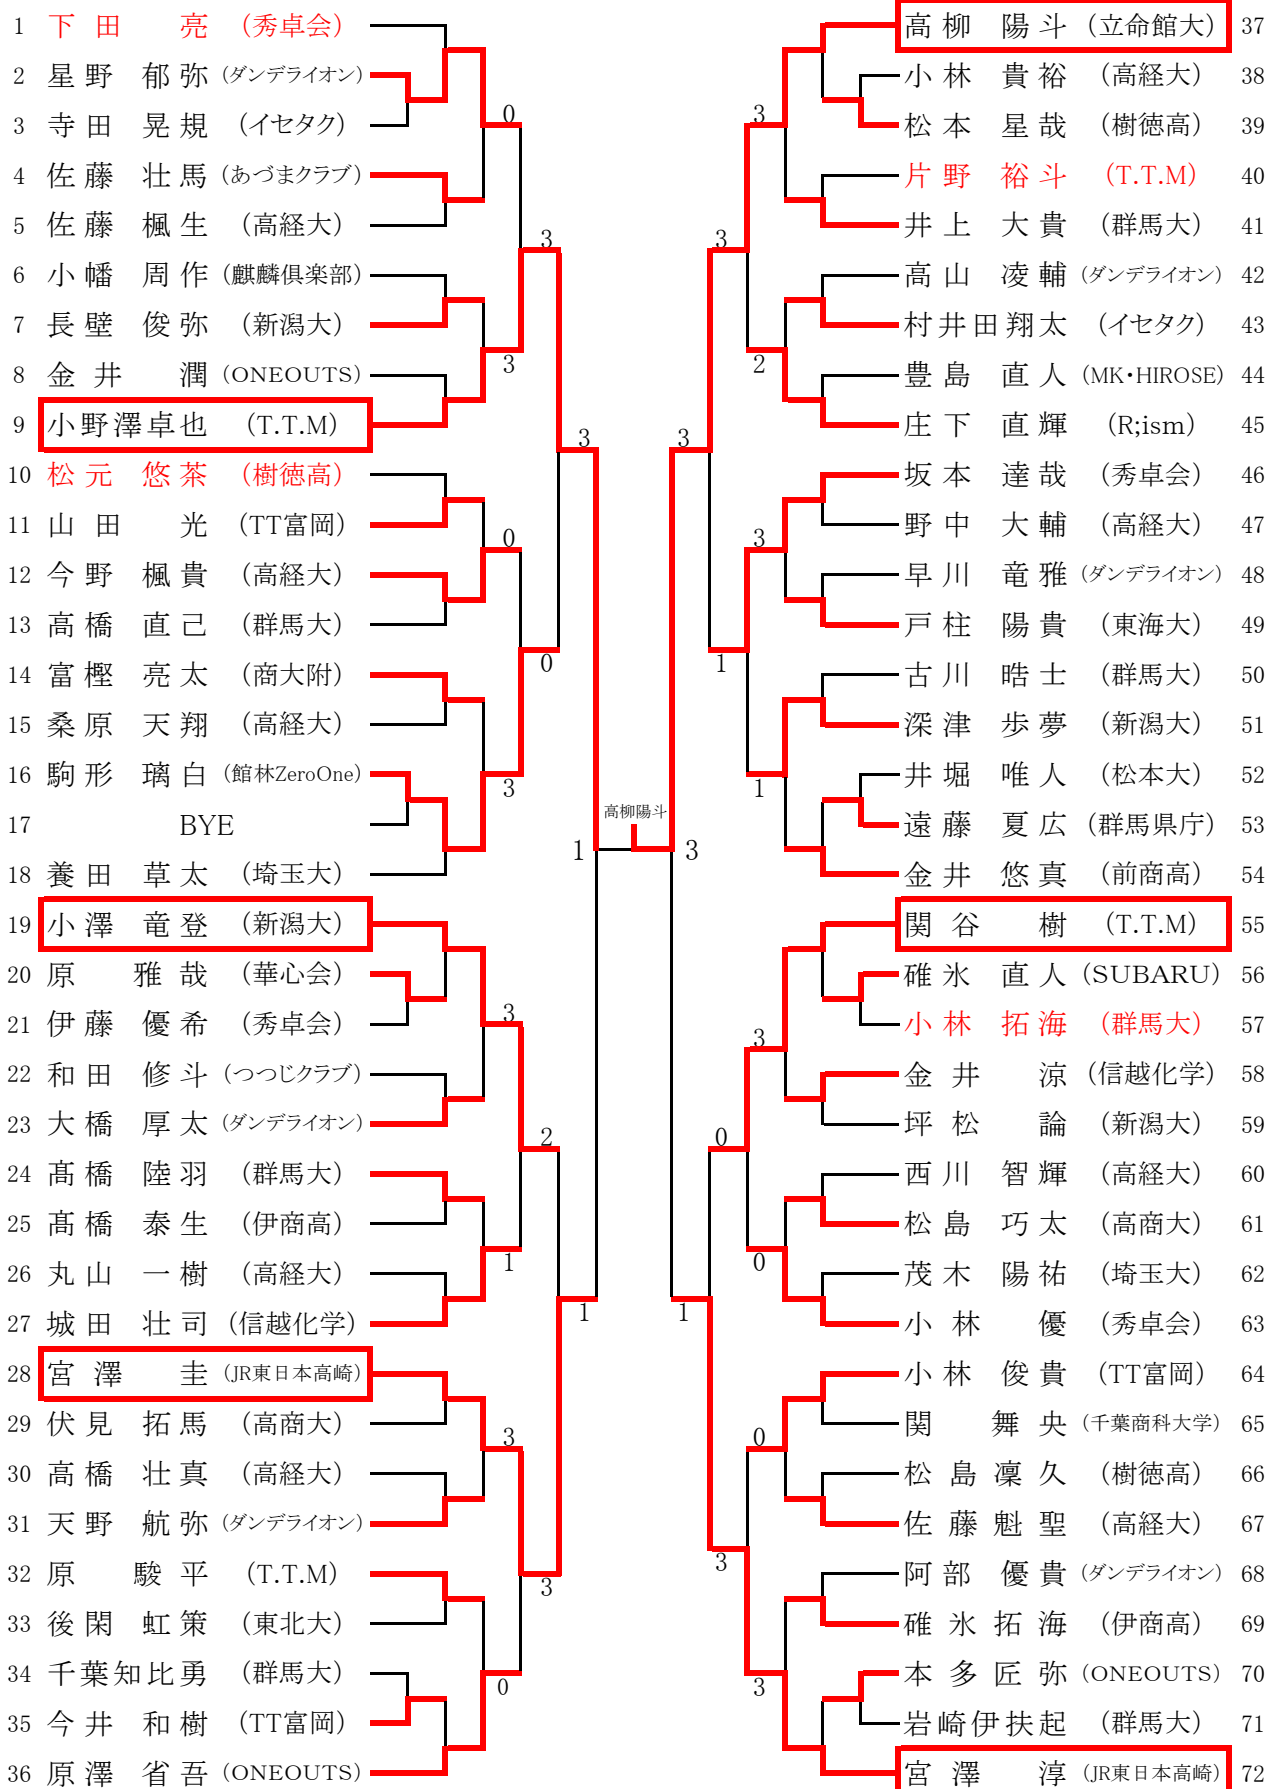 1 下田 亮 (秀卓会)
2 星野 郁弥 (ダンデライオン)
3 寺田 晃規 (イセタク)
0
4 佐藤 壮馬 (あづまクラブ)
5 佐藤 楓生 (高経大)
3
6 小幡 周作 (麒麟倶楽部)
7 長壁 俊弥 (新潟大)
3
8 金井 潤 (ONEOUTS)
9 小野澤卓也 (T.T.M)
3
10 松元 悠茶 (樹徳高)
11 山田 光 (TT富岡)
0
12 今野 楓貴 (高経大)
13 高橋 直己 (群馬大)
0
14 富樫 亮太 (商大附)
15 桑原 天翔 (高経大)
16 駒形 璃白 (館林ZeroOne)
3
17 BYE
18 養田 草太 (埼玉大)
1
19 小澤 竜登 (新潟大)
20 原 雅哉 (華心会)
21 伊藤 優希 (秀卓会)
3
22 和田 修斗 (つつじクラブ)
23 大橋 厚太 (ダンデライオン)
2
24 髙橋 陸羽 (群馬大)
25 髙橋 泰生 (伊商高)
1
26 丸山 一樹 (高経大)
27 城田 壮司 (信越化学)
1
28 宮澤 圭 (JR東日本高崎)
29 伏見 拓馬 (高商大)
3
30 高橋 壮真 (高経大)
31 天野 航弥 (ダンデライオン)
32 原 駿平 (T.T.M)
3
33 後閑 虹策 (東北大)
34 千葉知比勇 (群馬大)
0
35 今井 和樹 (TT富岡)
36 原澤 省吾 (ONEOUTS)
高柳陽斗
高柳 陽斗 (立命館大) 37
小林 貴裕 (高経大) 38
3
松本 星哉 (樹徳高) 39
片野 裕斗 (T.T.M) 40
井上 大貴 (群馬大) 41
3
高山 凌輔 (ダンデライオン) 42
村井田翔太 (イセタク) 43
2
豊島 直人 (MK・HIROSE) 44
庄下 直輝 (R;ism) 45
3
坂本 達哉 (秀卓会) 46
野中 大輔 (高経大) 47
3
早川 竜雅 (ダンデライオン) 48
戸柱 陽貴 (東海大) 49
1
古川 晧士 (群馬大) 50
深津 歩夢 (新潟大) 51
井堀 唯人 (松本大) 52
1
遠藤 夏広 (群馬県庁) 53
3
金井 悠真 (前商高) 54
関谷 樹 (T.T.M) 55
碓氷 直人 (SUBARU) 56
小林 拓海 (群馬大) 57
3
金井 涼 (信越化学) 58
坪松 論 (新潟大) 59
0
西川 智輝 (高経大) 60
松島 巧太 (高商大) 61
0
茂木 陽祐 (埼玉大) 62
1
小林 優 (秀卓会) 63
小林 俊貴 (TT富岡) 64
関 舞央 (千葉商科大学) 65
0
松島凜久 (樹徳高) 66
佐藤魁聖 (高経大) 67
3
阿部 優貴 (ダンデライオン) 68
碓氷拓海 (伊商高) 69
本多匠弥 (ONEOUTS) 70
3
岩崎伊扶起 (群馬大) 71
宮澤 淳 (JR東日本高崎) 72